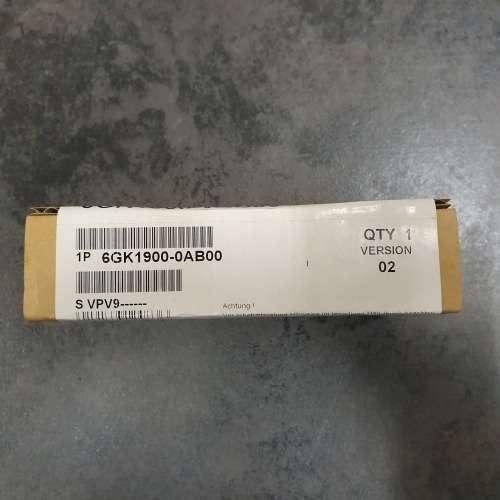 1P 6GK1900-0AB00
QTY 1
VERSION
02
S VPV9------
Achtung !